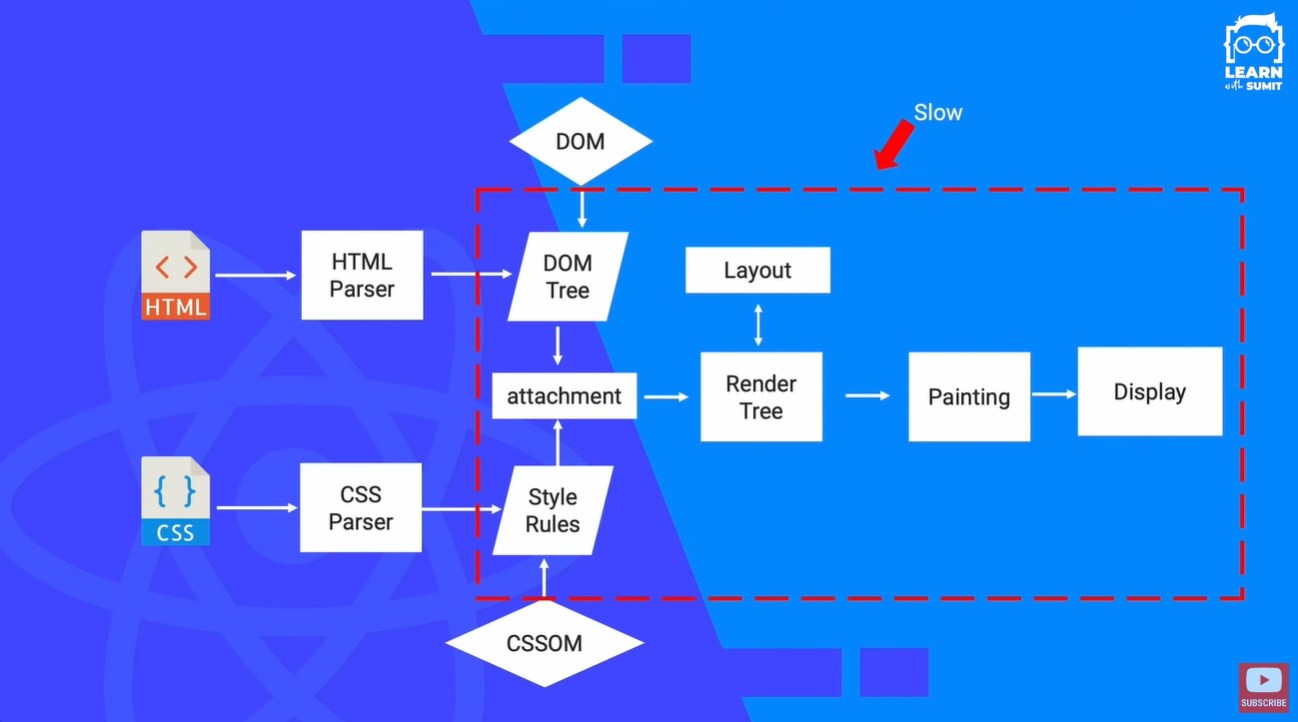 LEARN
with SUMIT
Slow
DOM
HTML
HTML
Parser
DOM
Tree
Layout
attachment
Render
Tree
Painting
Display
CSS
CSS
Parser
Style
Rules
CSSOM
SUBSCRIBE